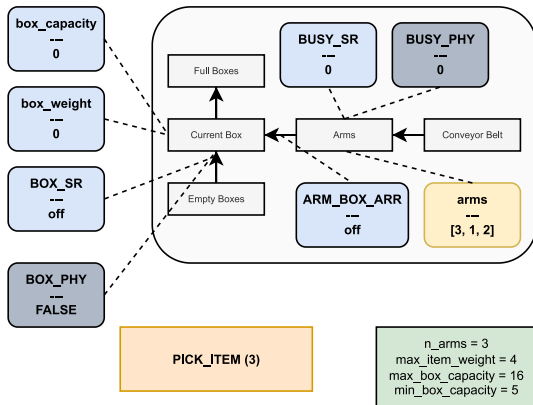 box_capacity
---
0
box_weight
---
0
BOX_SR
---
off
BOX_PHY
---
FALSE
Full Boxes
BUSY_SR
---
0
BUSY_PHY
---
0
Current Box
Arms
Conveyor Belt
Empty Boxes
ARM_BOX_ARR
---
off
arms
---
[3, 1, 2]
PICK_ITEM (3)
n_arms = 3
max_item_weight = 4
max_box_capacity = 16
min_box_capacity = 5